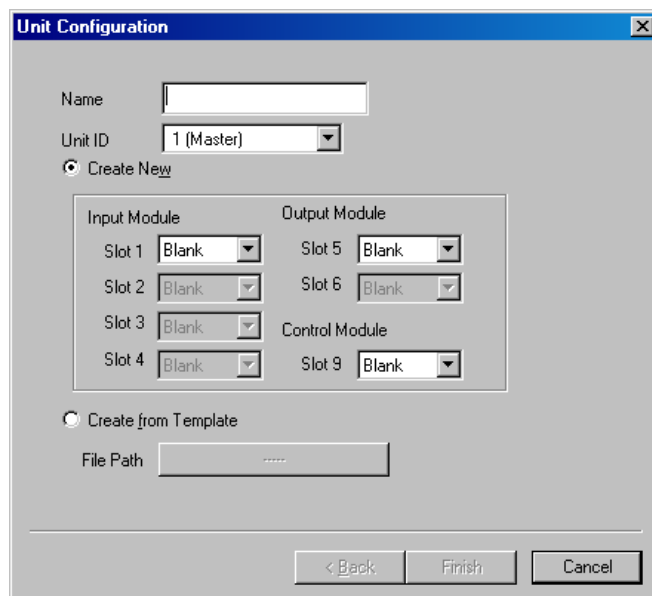 Unit Configuration
Name
Unit ID 1 (Master)
Create New
Input Module
Slot 1 Blank
Slot 2 Blank
Slot 3 Blank
Slot 4 Blank
Output Module
Slot 5 Blank
Slot 6 Blank
Control Module
Slot 9 Blank
Create from Template
File Path -----
< Back Finish Cancel